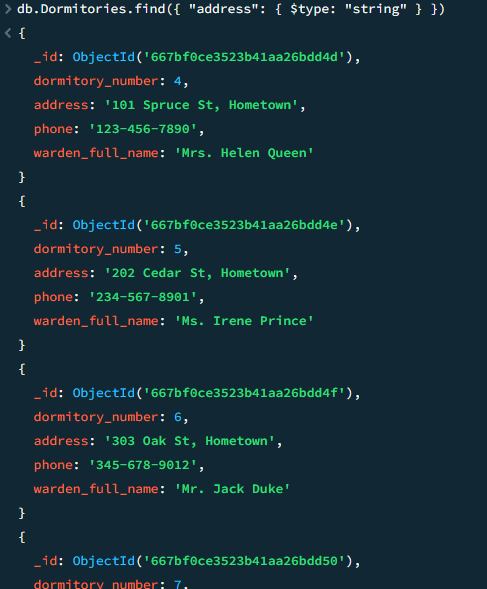 > db.Dormitories.find({ "address": { $type: "string" } })
< {
_id: ObjectId('667bf0ce3523b41aa26bdd4d'),
dormitory_number: 4,
address: '101 Spruce St, Hometown',
phone: '123-456-7890',
warden_full_name: 'Mrs. Helen Queen'
}
{
_id: ObjectId('667bf0ce3523b41aa26bdd4e'),
dormitory_number: 5,
address: '202 Cedar St, Hometown',
phone: '234-567-8901',
warden_full_name: 'Ms. Irene Prince'
}
{
_id: ObjectId('667bf0ce3523b41aa26bdd4f'),
dormitory_number: 6,
address: '303 Oak St, Hometown',
phone: '345-678-9012',
warden_full_name: 'Mr. Jack Duke'
}
{
_id: ObjectId('667bf0ce3523b41aa26bdd50'),
dormitory_number: 7,